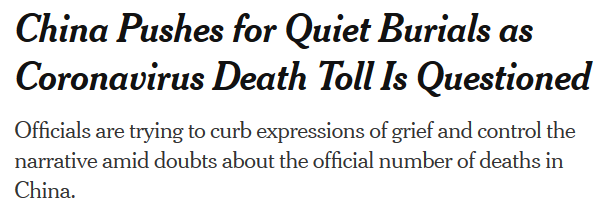 China Pushes for Quiet Burials as
Coronavirus Death Toll Is Questioned
Officials are trying to curb expressions of grief and control the
narrative amid doubts about the official number of deaths in
China.